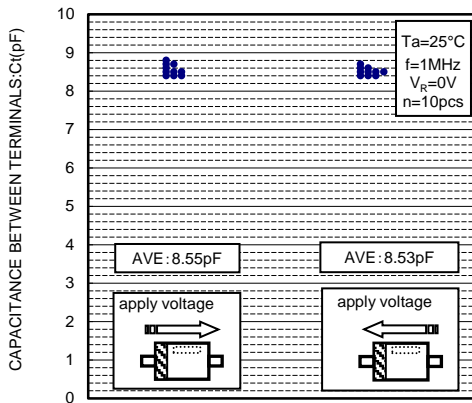 CAPACITANCE BETWEEN TERMINALS:Ct(pF)
10
9
8
7
6
5
4
3
2
1
0
Ta=25°C
f=1MHz
VR=0V
n=10pcs
AVE:8.55pF
AVE:8.53pF
apply voltage
apply voltage